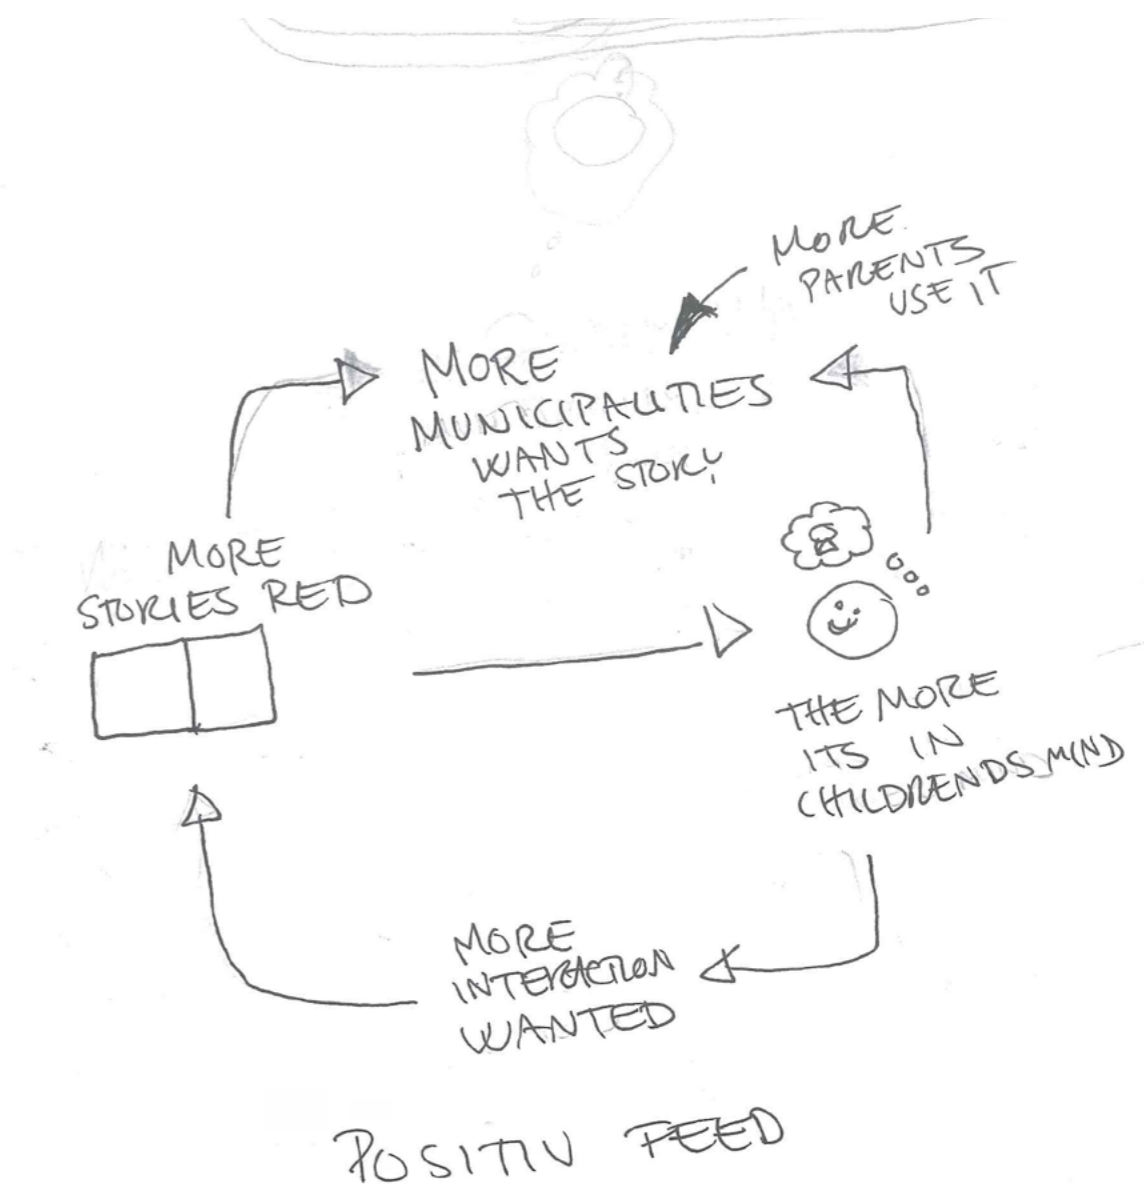 MORE
PARENTS
USE IT
MORE
MUNICIPALITIES
WANTS
THE STORY
MORE
STORIES RED
THE MORE
ITS IN
CHILDRENDS MIND
MORE
INTERACTION
WANTED
POSITIV FEED